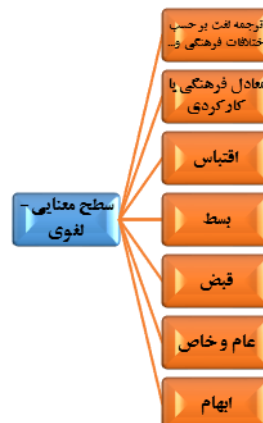 ترجمه لغت بر حسب
اختلافات فرهنگی و...
معادل فرهنگی یا
کارکردی
اقتباس
سطح معنایی-
لغوی
بسط
قبض
عام و خاص
ابهام